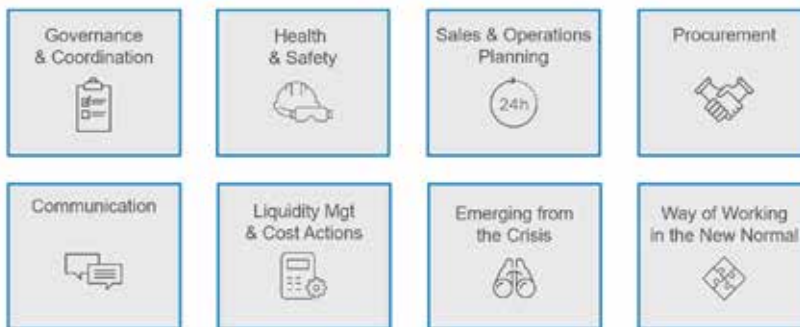 Governance
& Coordination
Health
& Safety
Sales & Operations
Planning
24h
Procurement
Communication
Liquidity Mgt
& Cost Actions
Emerging from
the Crisis
Way of Working
in the New Normal